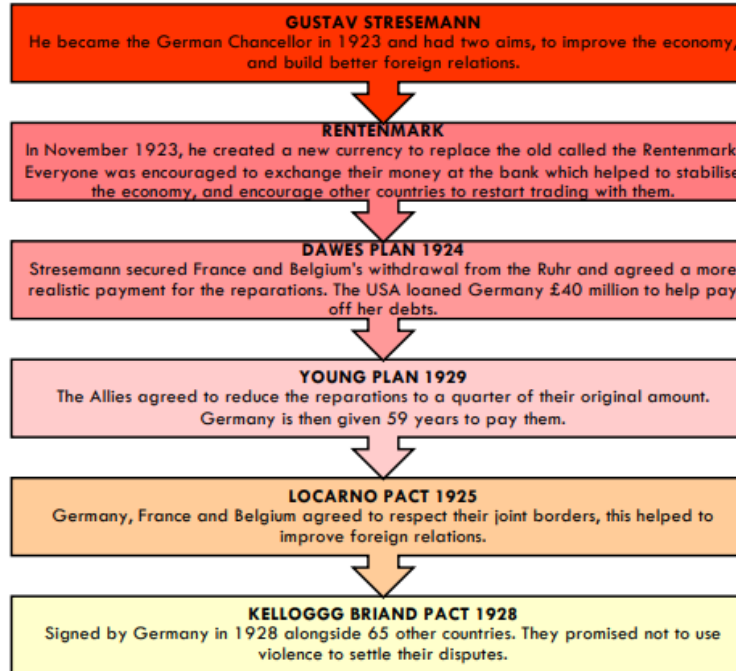 GUSTAV STRESEMANN
He became the German Chancellor in 1923 and had two aims, to improve the economy,
and build better foreign relations.
RENTENMARK
In November 1923, he created a new currency to replace the old called the Rentenmark
Everyone was encouraged to exchange their money at the bank which helped to stabilise
the economy, and encourage other countries to restart trading with them.
DAWES PLAN 1924
Stresemann secured France and Belgium's withdrawal from the Ruhr and agreed a more
realistic payment for the reparations. The USA loaned Germany £40 million to help pay
off her debts.
YOUNG PLAN 1929
The Allies agreed to reduce the reparations to a quarter of their original amount.
Germany is then given 59 years to pay them.
LOCARNO PACT 1925
Germany, France and Belgium agreed to respect their joint borders, this helped to
improve foreign relations.
KELLOGGG BRIAND PACT 1928
Signed by Germany in 1928 alongside 65 other countries. They promised not to use
violence to settle their disputes.